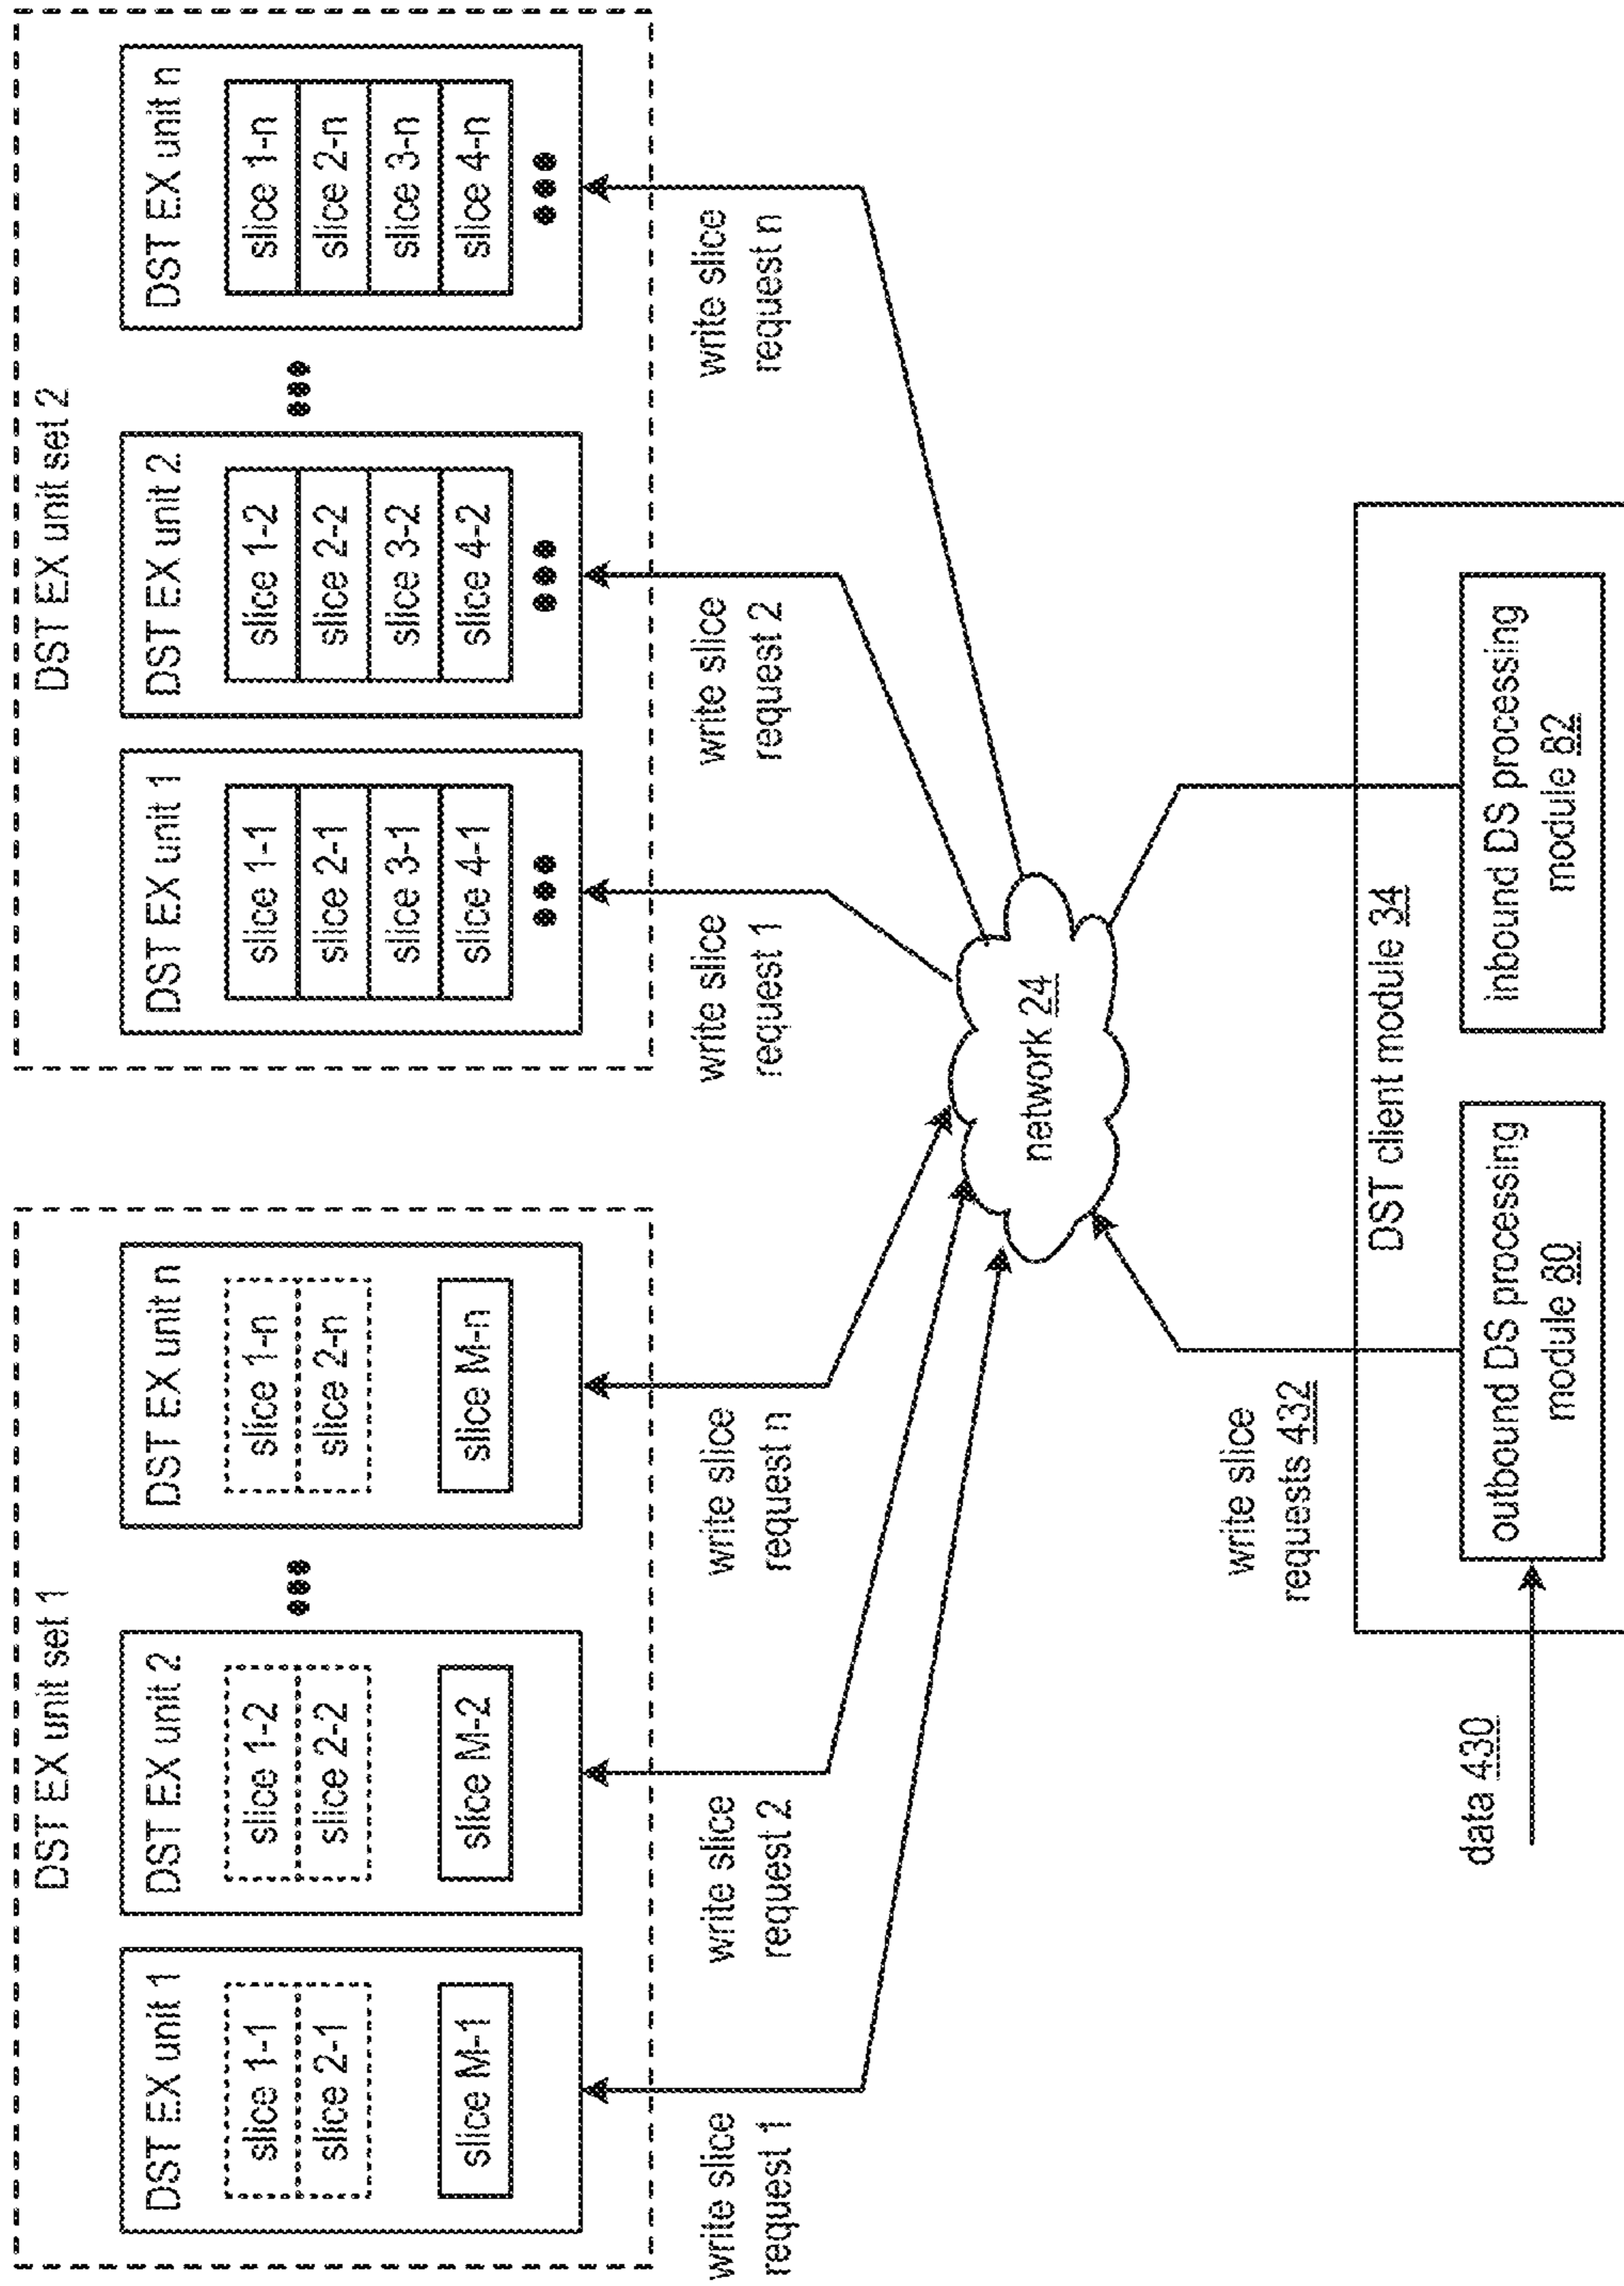 DST EX unit set 1
DST EX unit 1
slice 1-1
slice 2-1
slice M-1
DST EX unit 2
slice 1-2
slice 2-2
slice M-2
DST EX unit n
slice 1-n
slice 2-n
slice M-n
DST EX unit set 2
DST EX unit 1
slice 1-1
slice 2-1
slice 3-1
slice 4-1
DST EX unit 2
slice 1-2
slice 2-2
slice 3-2
slice 4-2
DST EX unit n
slice 1-n
slice 2-n
slice 3-n
slice 4-n
write slice
request 1
write slice
request 2
write slice
request n
write slice
request 1
write slice
request 2
write slice
request n
network 24
write slice
requests 432
DST client module 34
data 430
outbound DS processing
module 80
inbound DS processing
module 82